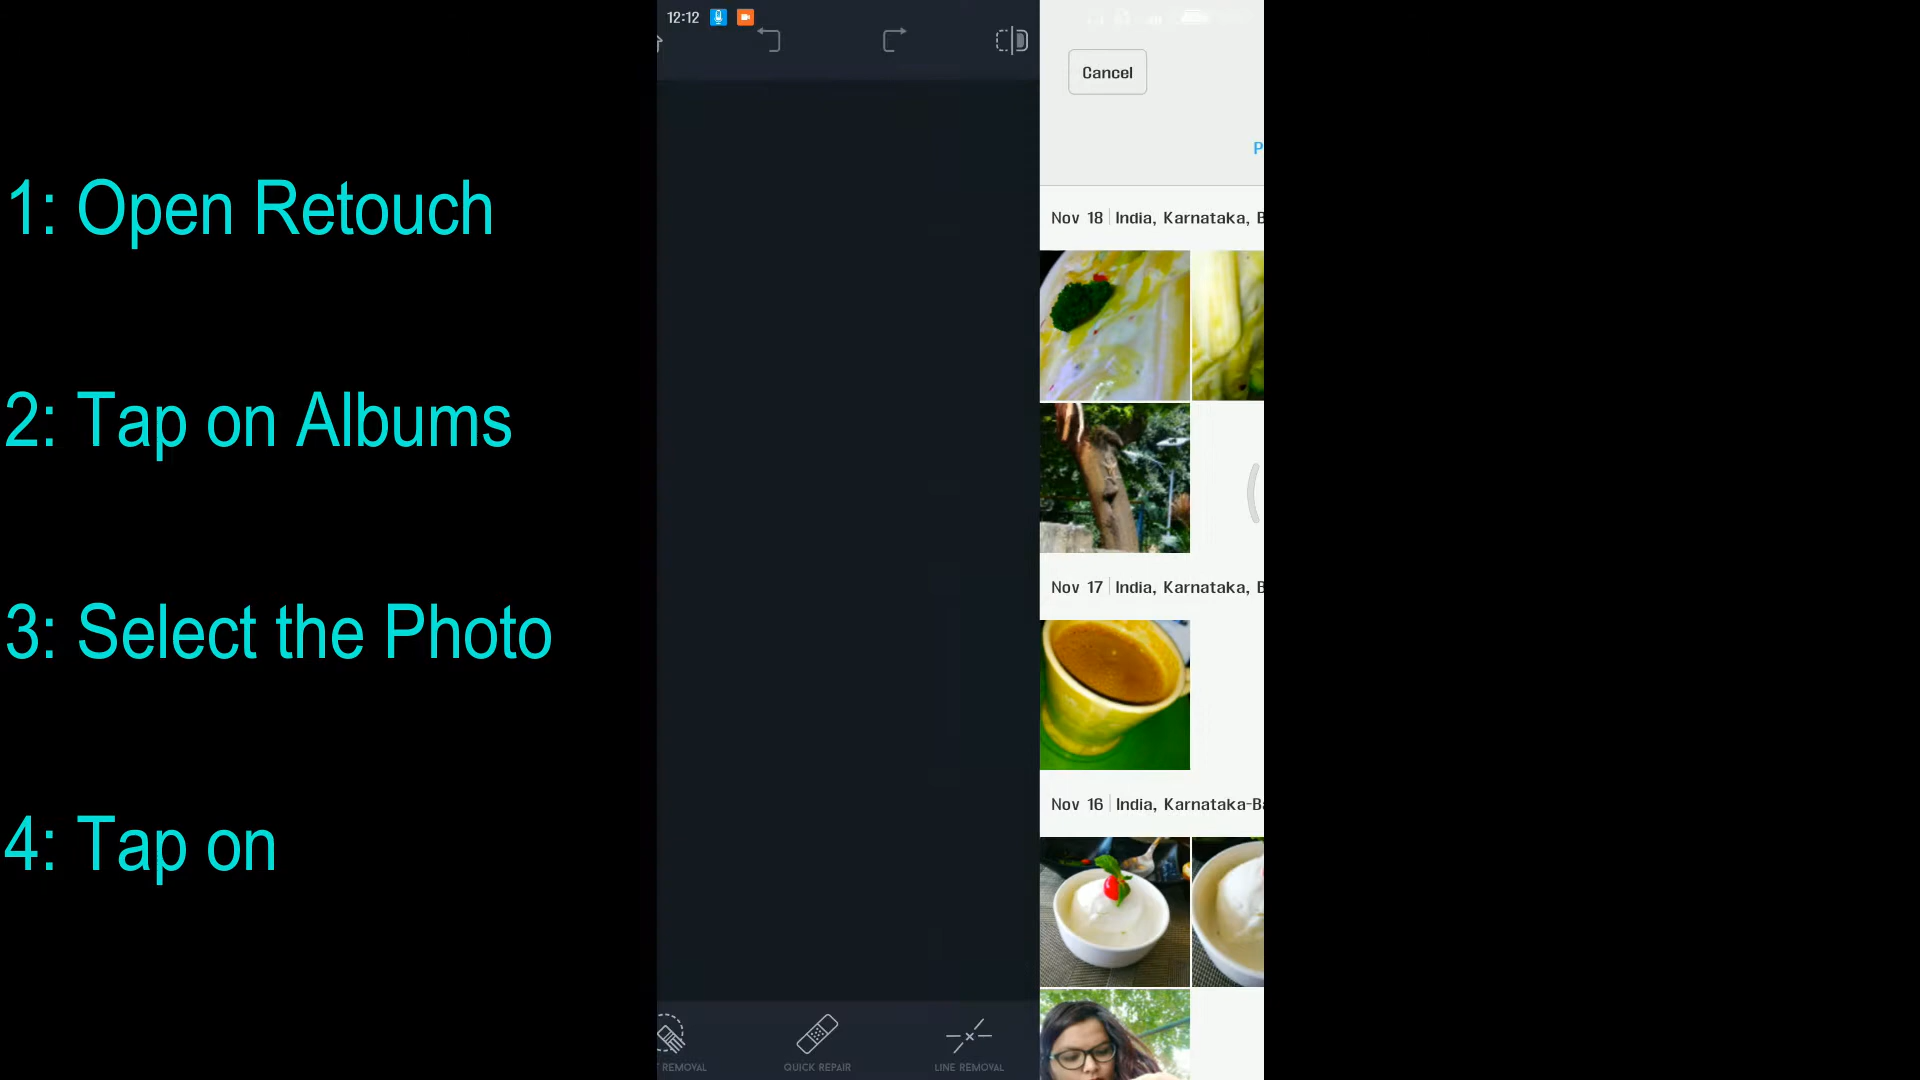 1: Open Retouch
2: Tap on Albums
3: Select the Photo
4: Tap on
12:12
Cancel
P
Nov 18 India, Karnataka, B
Nov 17 India, Karnataka, B
Nov 16 India, Karnataka-Ba
REMOVAL
QUICK REPAIR
LINE REMOVAL